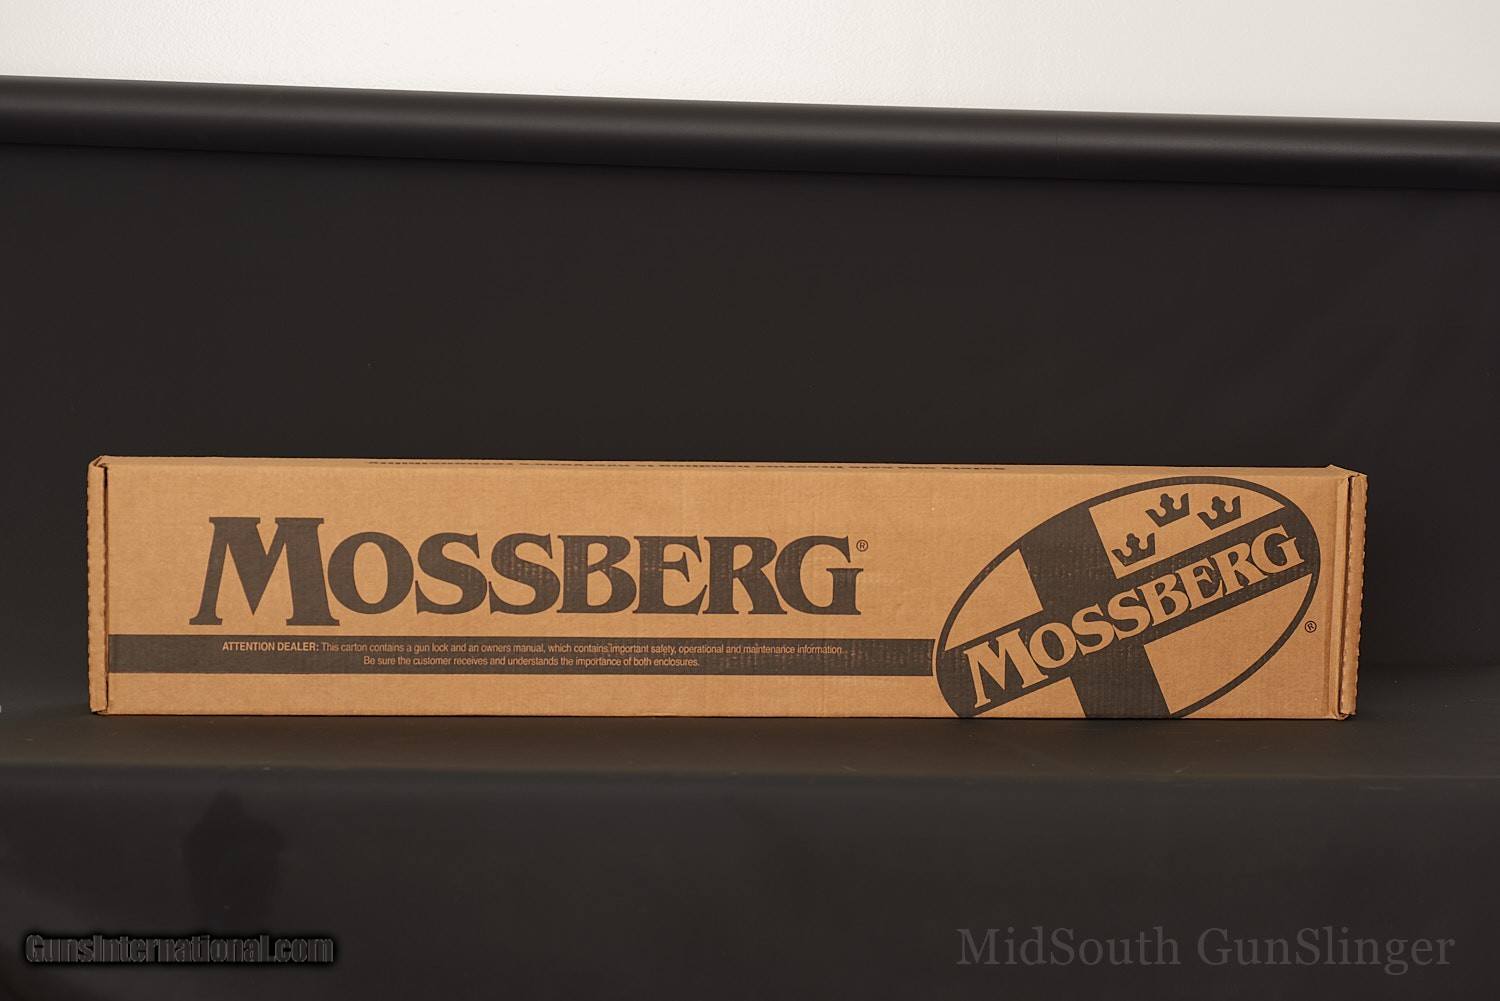 MOSSBERG®
ATTENTION DEALER: This carton contains a gun lock and an owners manual, which contains important safety, operational and maintenance information.
Be sure the customer receives and understands the importance of both enclosures.
MOSSBERG
®
GunsInternational.com
MidSouth GunSlinger